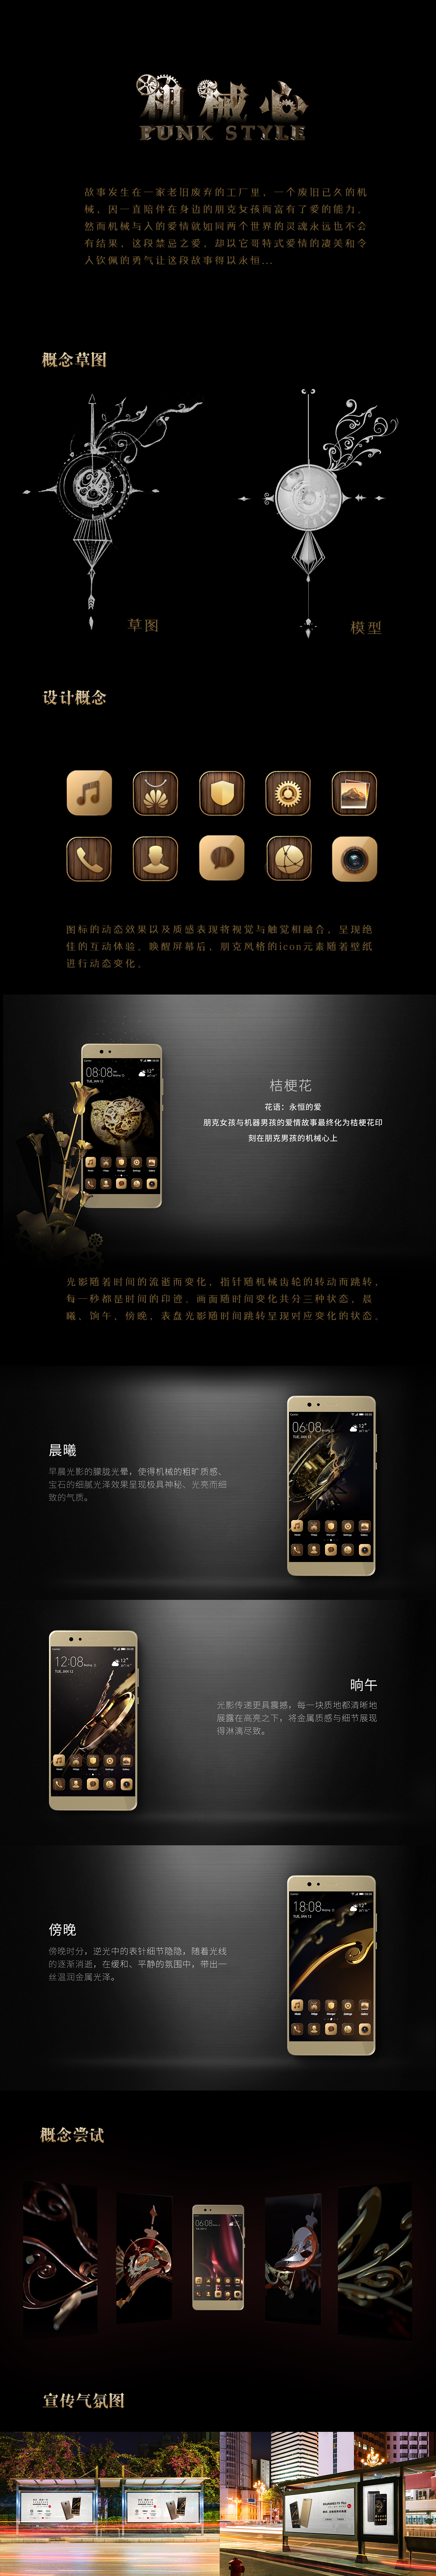 机械心
PUNK STYLE
故事发生在一家老旧废弃的工厂里，一个废旧已久的机
械，因一直陪伴在身边的朋克女孩而富有了爱的能力。
然而机械与人的爱情就如同两个世界的灵魂永远也不会
有结果，这段禁忌之爱，却以它哥特式爱情的凄美和令
人钦佩的勇气让这段故事得以永恒...
概念草图
草图
模型
设计概念
图标的动态效果以及质感表现将视觉与触觉相融合，呈现绝
佳的互动体验。唤醒屏幕后，朋克风格的icon元素随着壁纸
进行动态变化。
08:08
TUE, JAN 12
12°
桔梗花
花语：永恒的爱
朋克女孩与机器男孩的爱情故事最终化为桔梗花印
刻在朋克男孩的机械心上
光影随着时间的流逝而变化，指针随机械齿轮的转动而跳转，
每一秒都是时间的印迹。画面随时间变化共分三种状态，晨
曦、饷午、傍晚，表盘光影随时间跳转呈现对应变化的状态。
06:08
TUE, JAN 12
12°
晨曦
早晨光影的朦胧光晕，使得机械的粗旷质感、
宝石的细腻光泽效果呈现极具神秘、光亮而细
致的气质。
12:08
TUE, JAN 12
12°
晌午
光影传递更具震撼，每一块质地都清晰地
展露在高亮之下，将金属质感与细节展现
得淋漓尽致。
18:08
TUE, JAN 12
12°
傍晚
傍晚时分，逆光中的表针细节隐隐，随着光线
的逐渐消逝，在缓和、平静的氛围中，带出一
丝温润金属光泽。
概念尝试
06:08
宣传气氛图